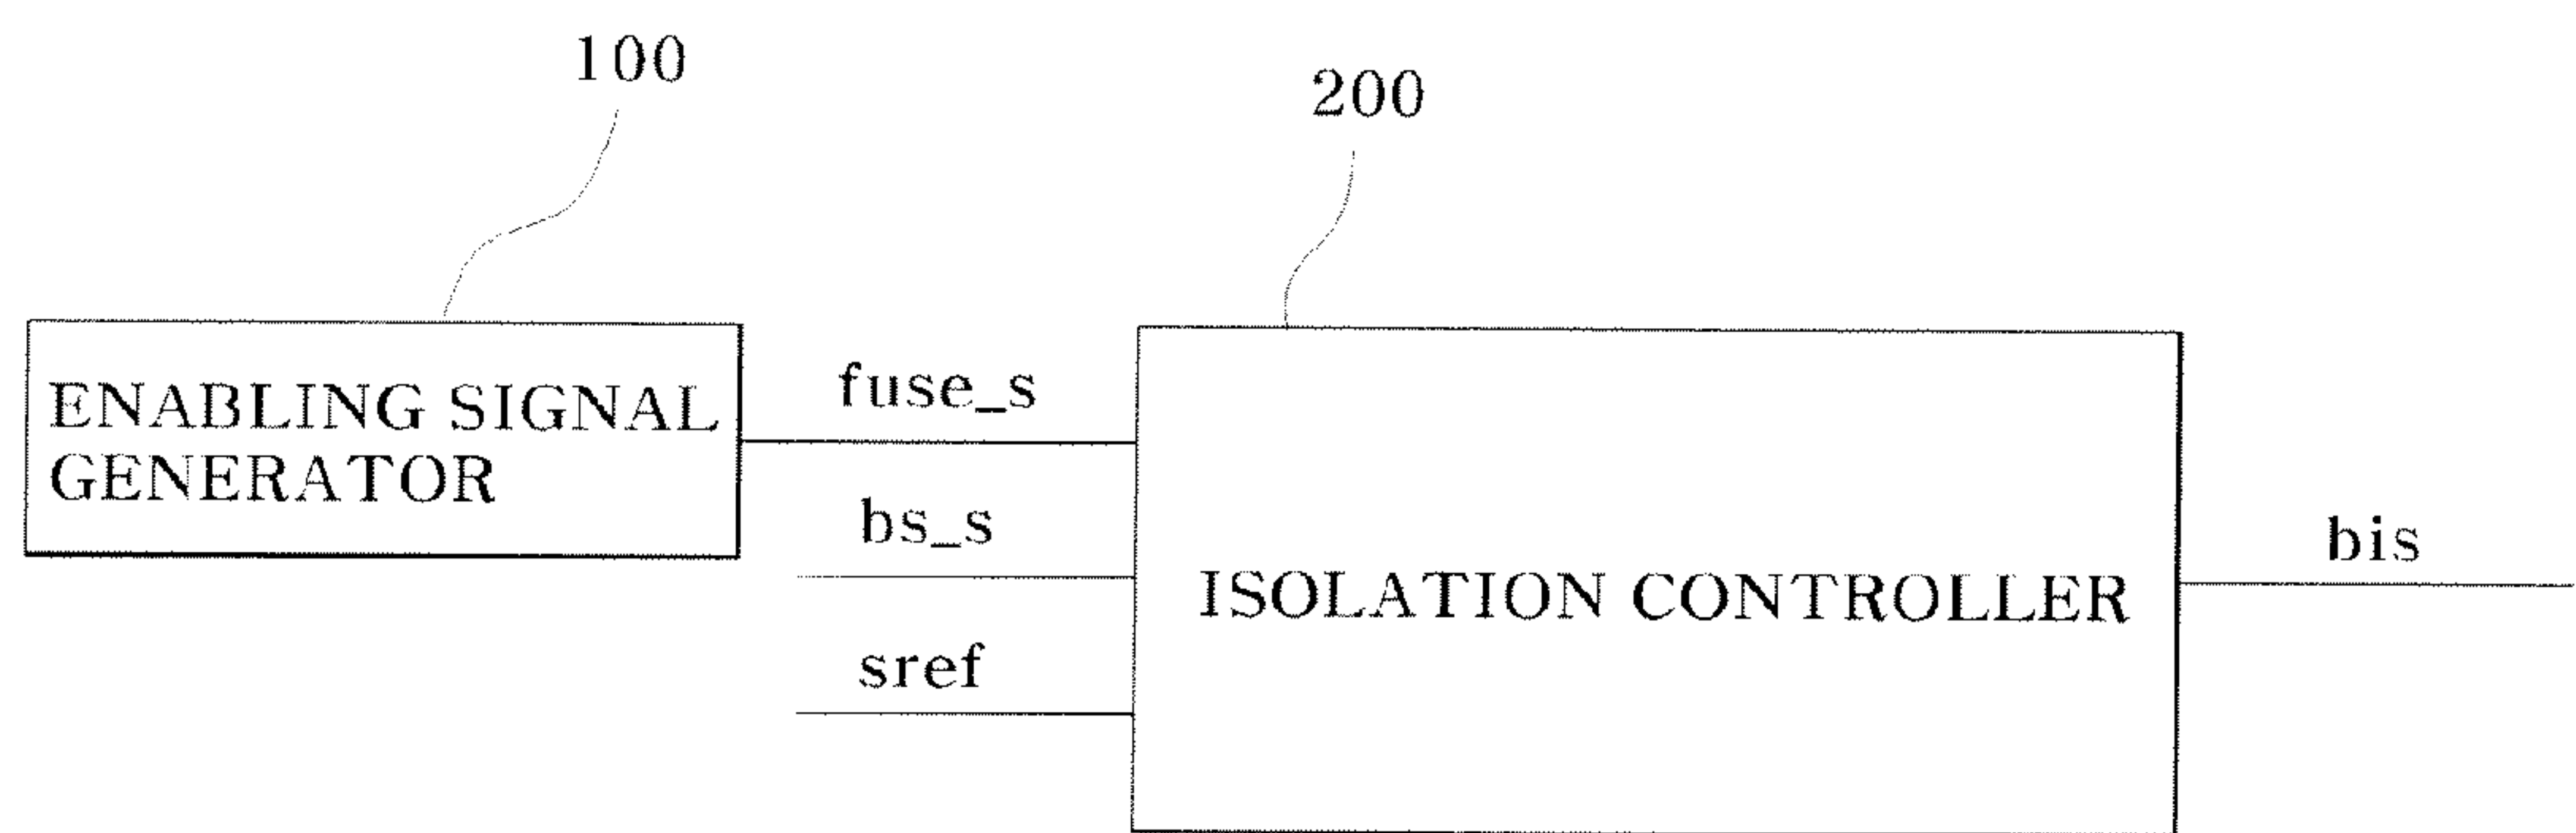 100
200
ENABLING SIGNAL
GENERATOR
fuse_s
bs_s
sref
ISOLATION CONTROLLER
bis